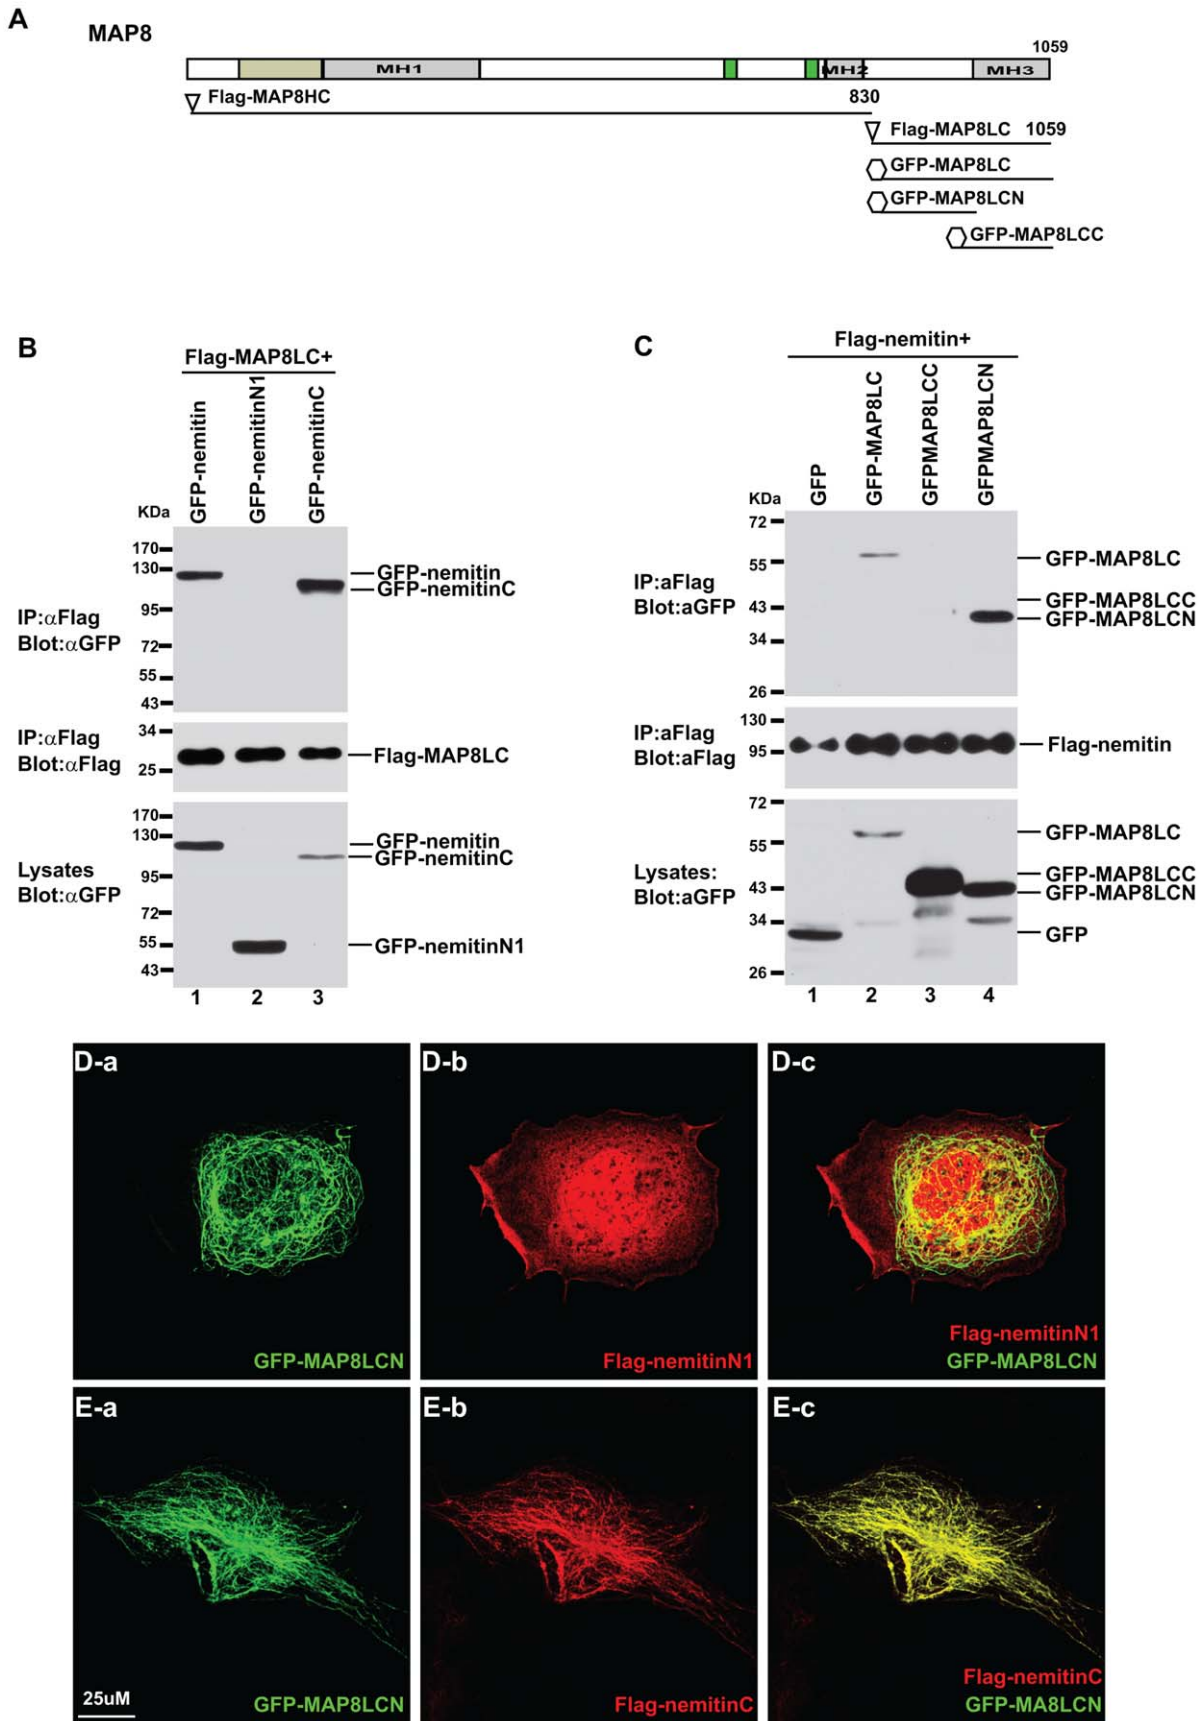 A
MAP8
1059
MH1
MH2
MH3
Flag-MAP8HC
830
Flag-MAP8LC 1059
GFP-MAP8LC
GFP-MAP8LCN
GFP-MAP8LCC
B
Flag-MAP8LC+
GFP-nemitin
GFP-nemitinN1
GFP-nemitinC
KDa
170
130
95
72
55
43
IP:αFlag
Blot:αGFP
GFP-nemitin
GFP-nemitinC
34
25
IP:αFlag
Blot:αFlag
Flag-MAP8LC
170
130
95
72
55
43
Lysates
Blot:αGFP
GFP-nemitin
GFP-nemitinC
GFP-nemitinN1
1 2 3
C
Flag-nemitin+
GFP
GFP-MAP8LC
GFPMAP8LCC
GFPMAP8LCN
KDa
72
55
43
34
26
IP:aFlag
Blot:aGFP
GFP-MAP8LC
GFP-MAP8LCC
GFP-MAP8LCN
130
95
IP:aFlag
Blot:aFlag
Flag-nemitin
72
55
43
34
26
Lysates:
Blot:aGFP
GFP-MAP8LC
GFP-MAP8LCC
GFP-MAP8LCN
GFP
1 2 3 4
D-a
GFP-MAP8LCN
D-b
Flag-nemitinN1
D-c
Flag-nemitinN1
GFP-MAP8LCN
E-a
25uM
GFP-MAP8LCN
E-b
Flag-nemitinC
E-c
Flag-nemitinC
GFP-MA8LCN